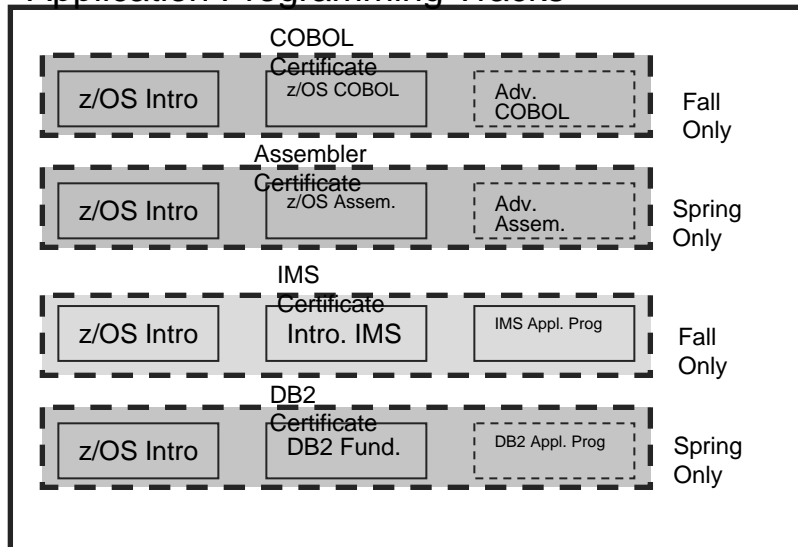 Application Programming Tracks
COBOL
Certificate
z/OS Intro
z/OS COBOL
Adv.
COBOL
Fall
Only
Assembler
Certificate
z/OS Intro
z/OS Assem.
Adv.
Assem.
Spring
Only
IMS
Certificate
z/OS Intro
Intro. IMS
IMS Appl. Prog
Fall
Only
DB2
Certificate
z/OS Intro
DB2 Fund.
DB2 Appl. Prog
Spring
Only